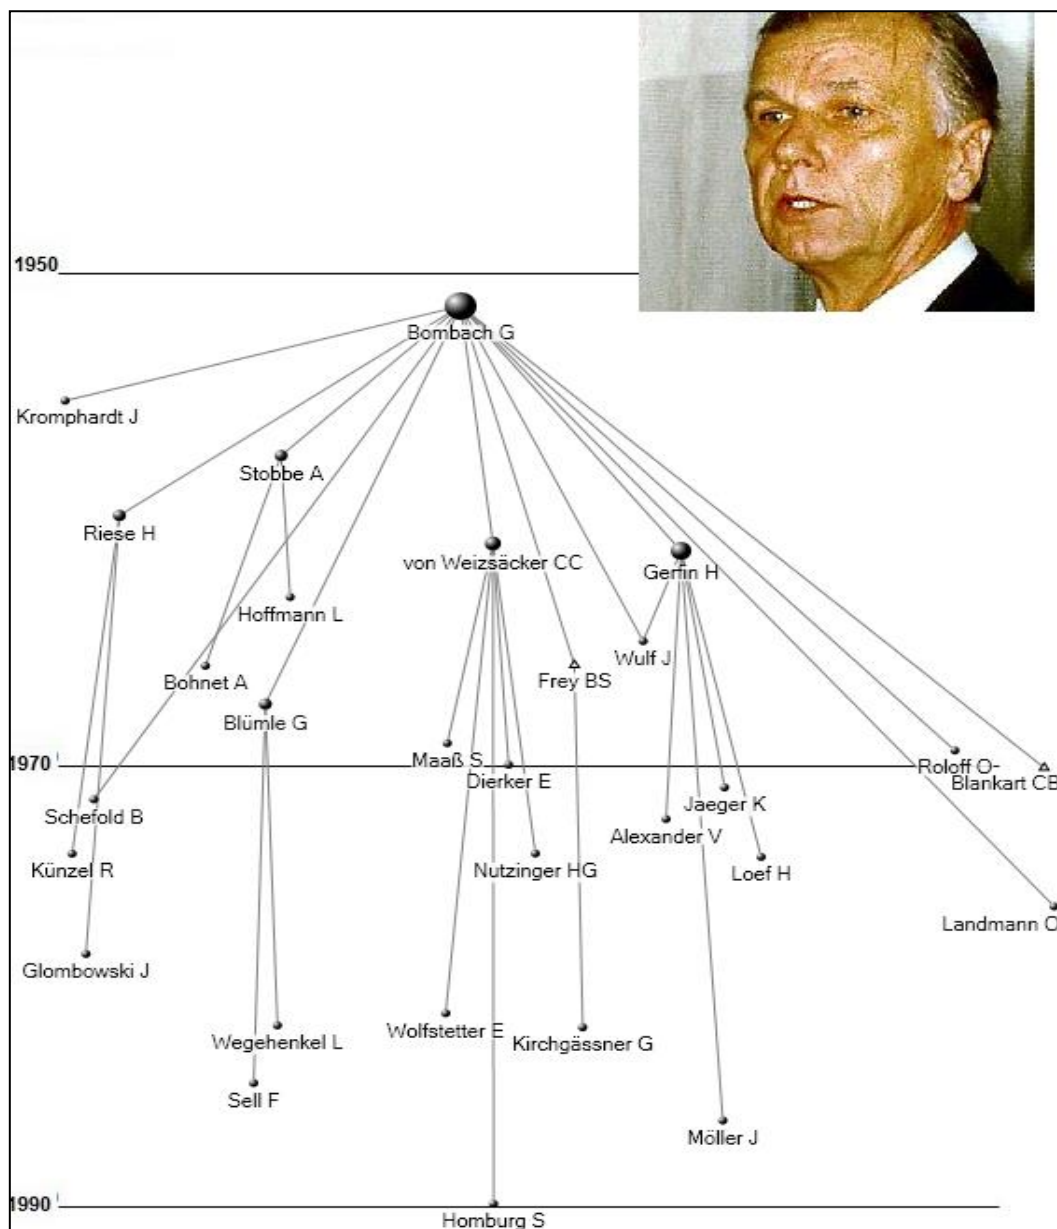 1950
Bombach G
Kromphardt J
Stobbe A
Riese H
von Weizsäcker CC
Gerfin H
Hoffmann L
Wulf J
Bohnet A
Frey BS
Blümle G
Maaß S
1970
Roloff O-
Dierker E
Blankart CB
Jaeger K
Schefold B
Alexander V
Künzel R
Nutzinger HG
Loef H
Landmann O
Glombowski J
Wolfstetter E
Wegehenkel L
Kirchgässner G
Sell F
Möller J
1990
Homburg S